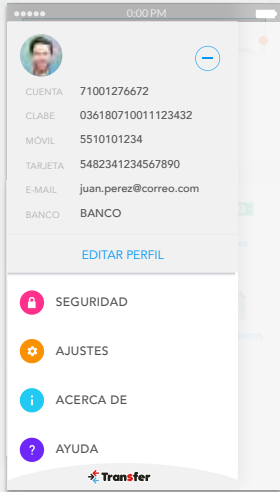 0:00 PM
CUENTA 71001276672
CLABE 036180710011123432
MÓVIL 5510101234
TARJETA 5482341234567890
E-MAIL juan.perez@correo.com
BANCO BANCO
EDITAR PERFIL
SEGURIDAD
AJUSTES
ACERCA DE
AYUDA
Transfer